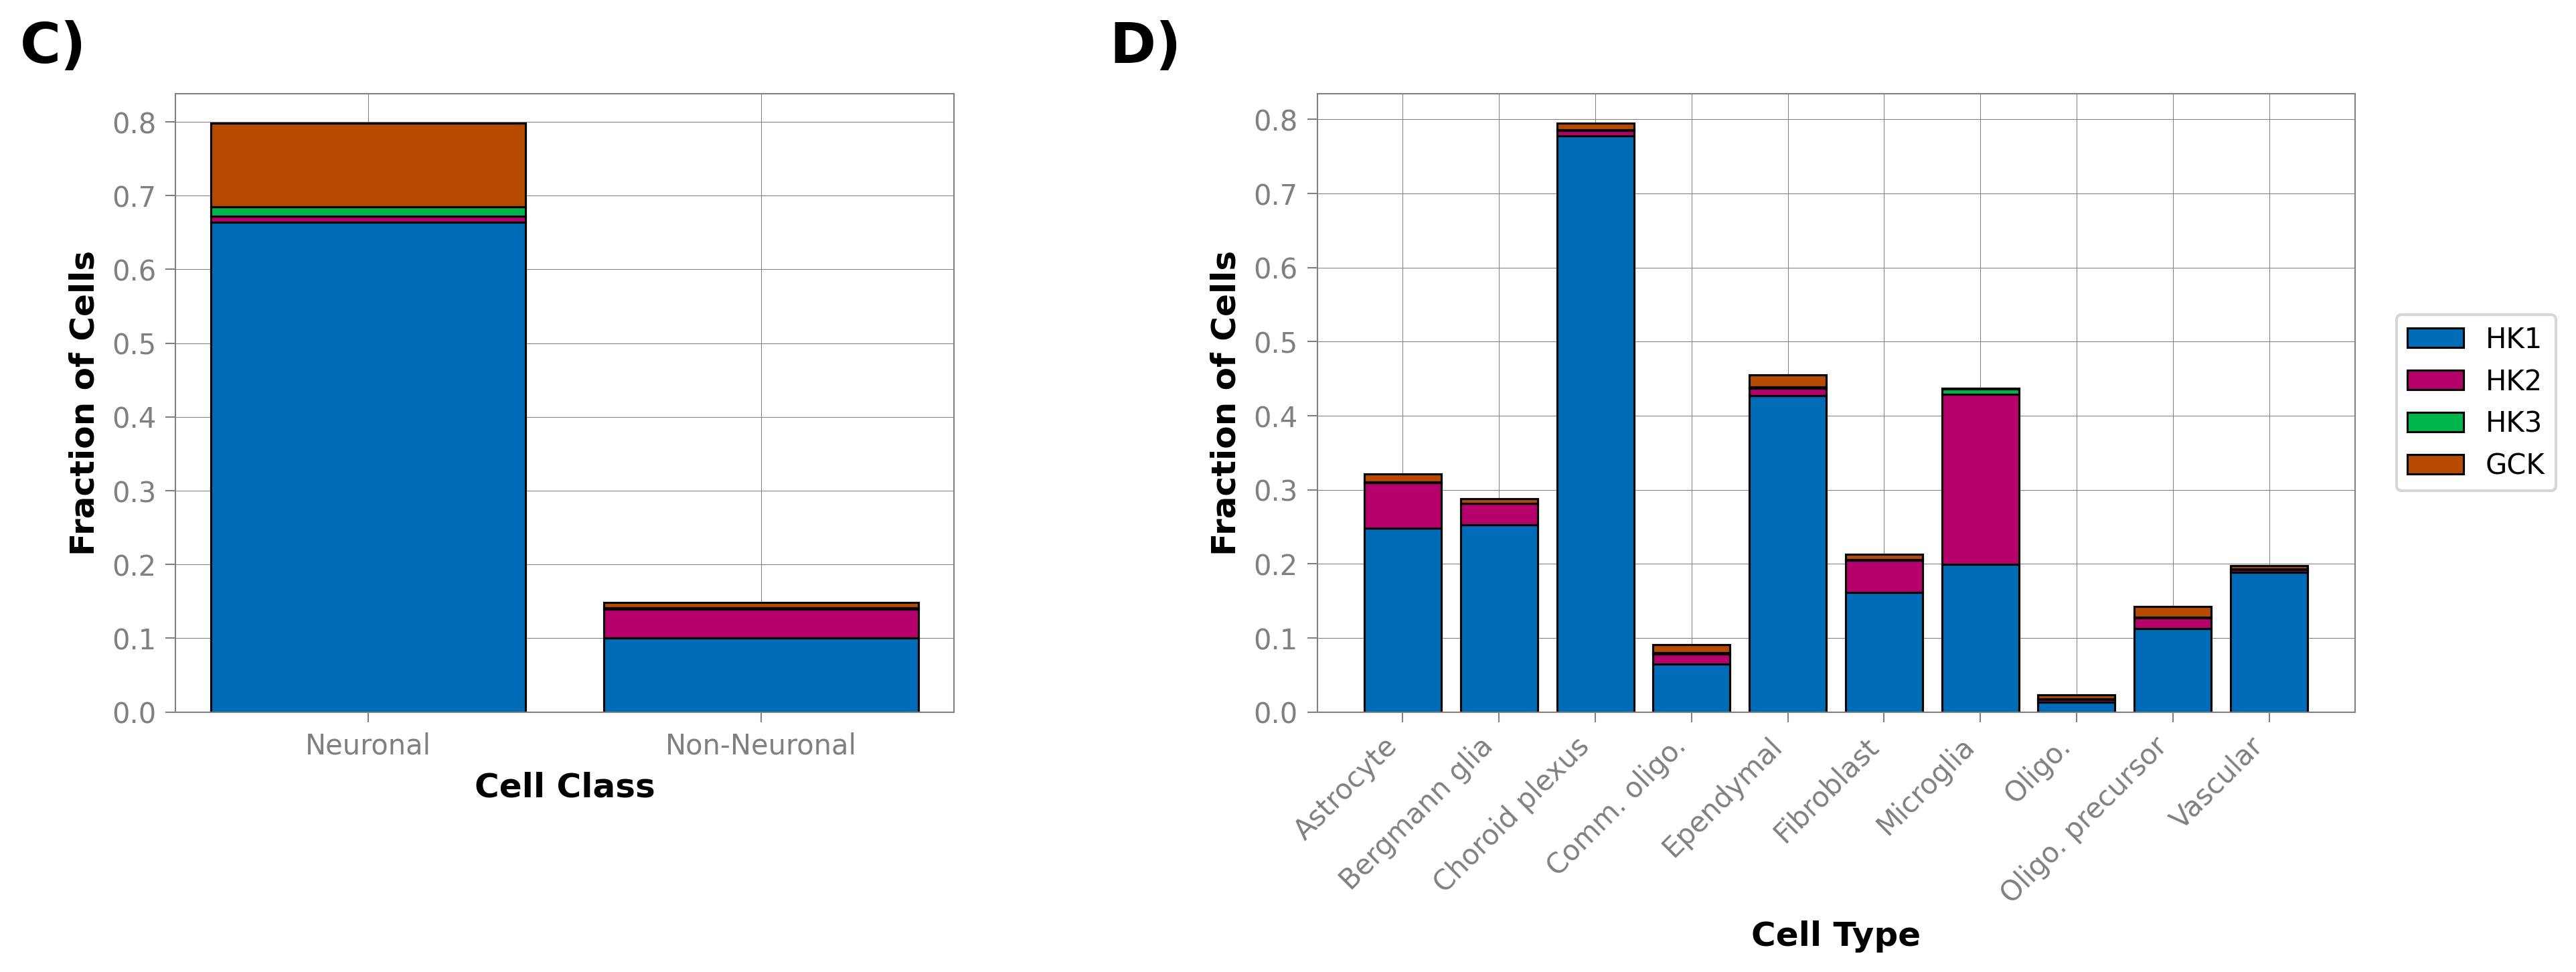 C)
Fraction of Cells
0.8
0.7
0.6
0.5
0.4
0.3
0.2
0.1
0.0
Neuronal
Non-Neuronal
Cell Class
D)
Fraction of Cells
0.8
0.7
0.6
0.5
0.4
0.3
0.2
0.1
0.0
Astrocyte
Bergmann glia
Choroid plexus
Comm. oligo.
Ependymal
Fibroblast
Microglia
Oligo.
Oligo. precursor
Vascular
Cell Type
HK1
HK2
HK3
GCK